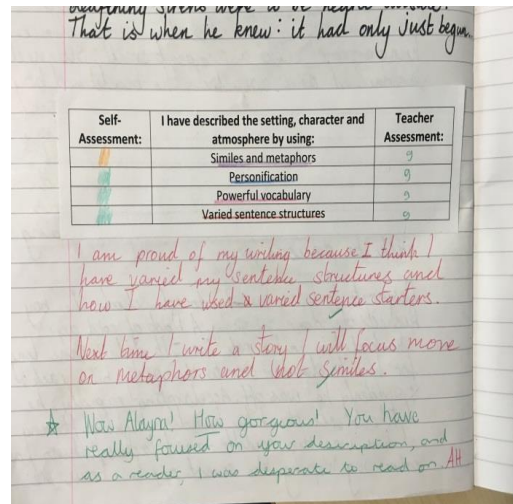 That is when he knew: it had only just begun.
Self-Assessment:
I have described the setting, character and atmosphere by using:
Teacher Assessment:
Similes and metaphors g
Personification g
Powerful vocabulary g
Varied sentence structures g
I am proud of my writing because I think I
have varied my sentence structures and
how I have used a varied sentence starters.
Next time I write a story I will focus more
on metaphors and not similes.
Wow Alayna! How gorgeous! You have
really focused on your description, and
as a reader, I was desperate to read on. AH